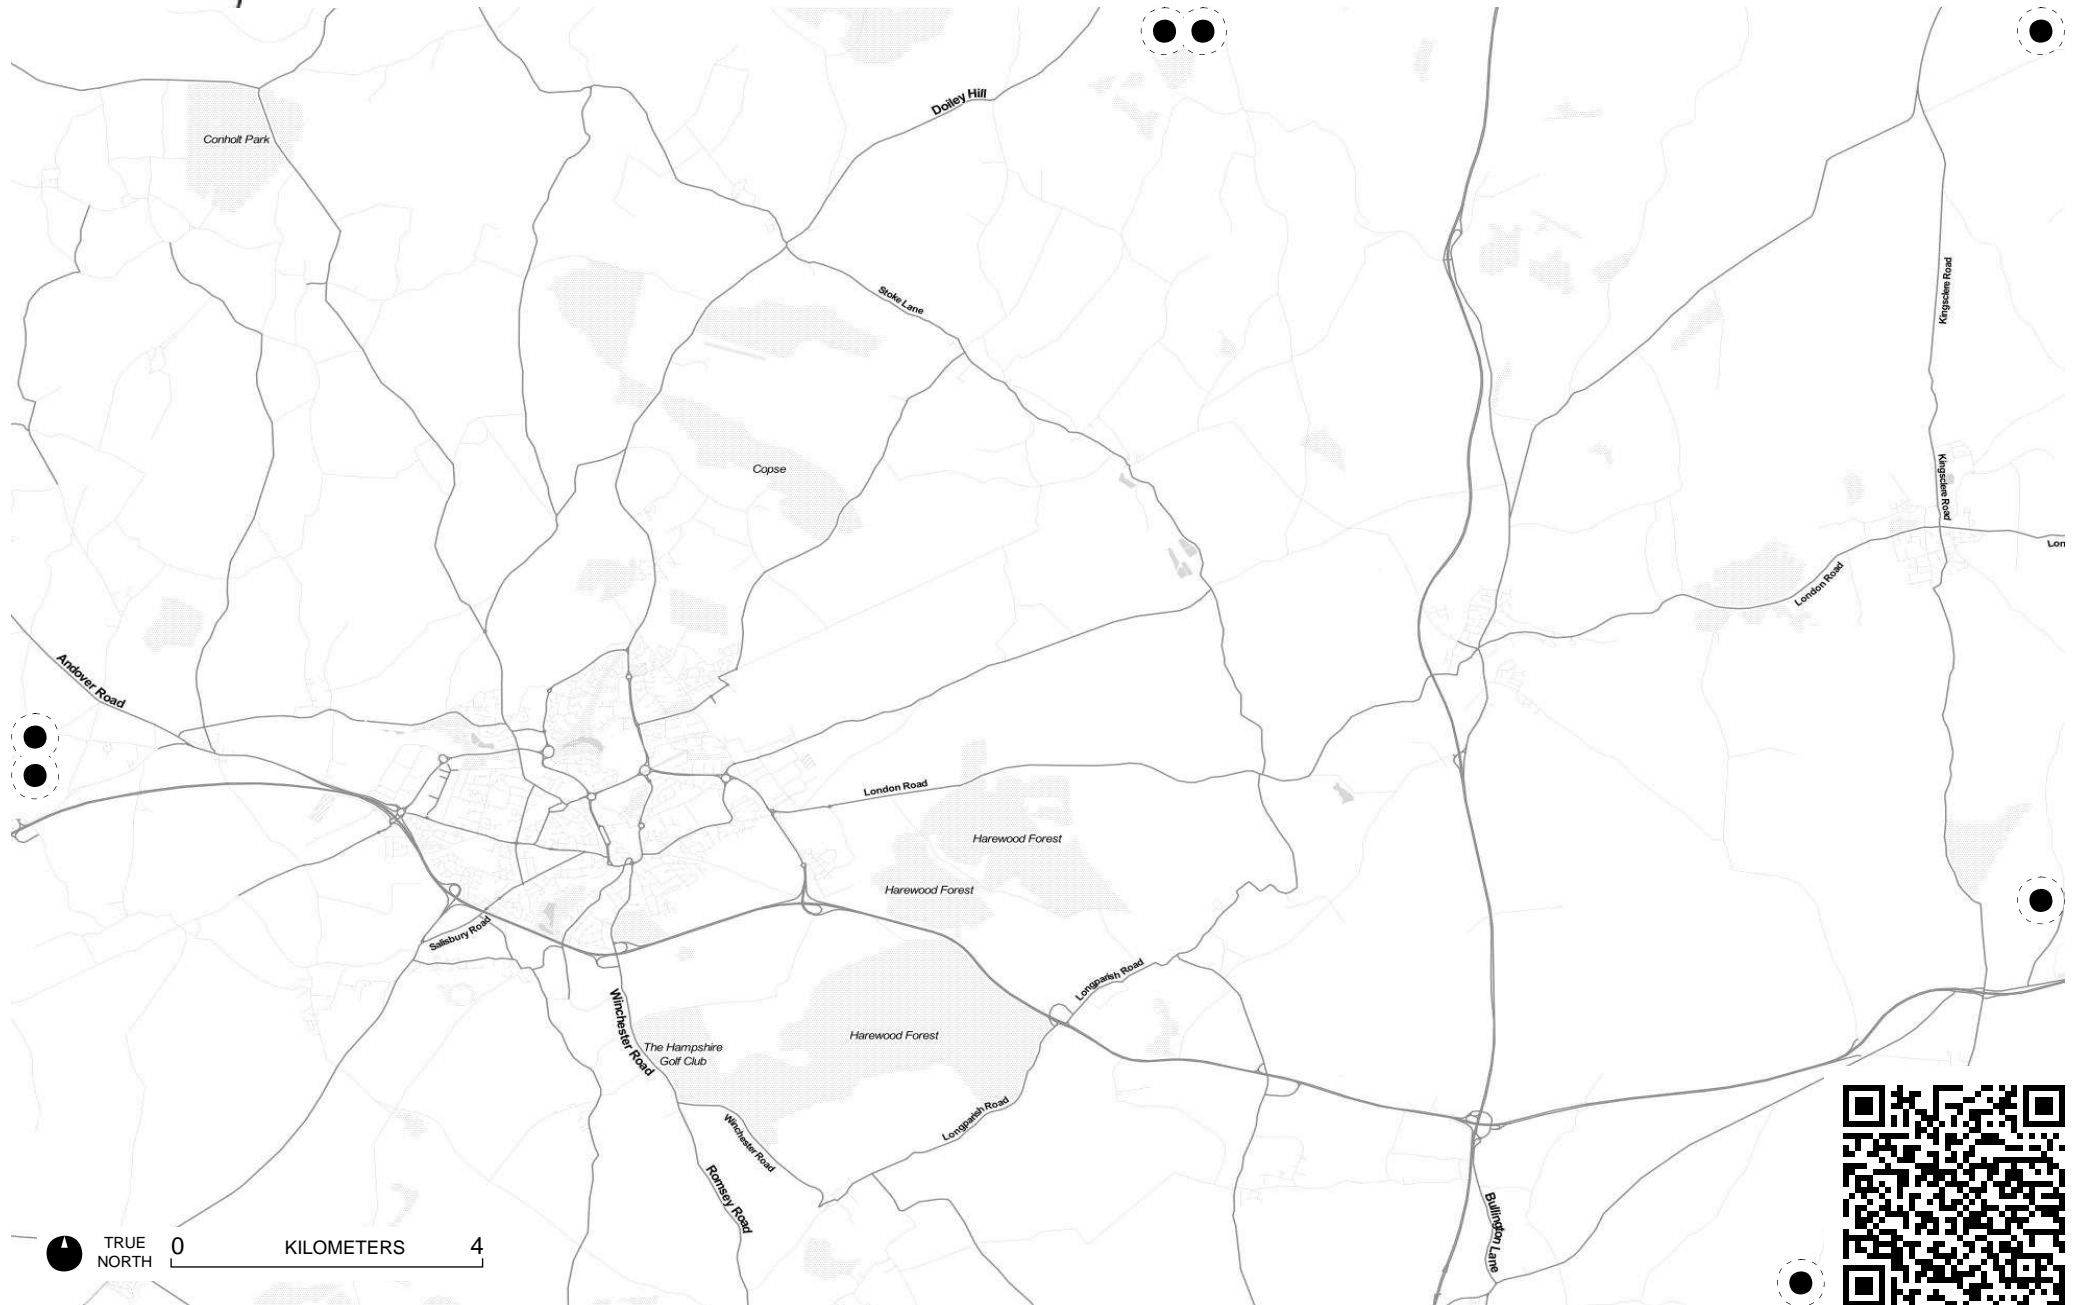 Doiley Hill
Conholt Park
Kingsclere Road
Stoke Lane
Copse
Kingsclere Road
Lon
London Road
Andover Road
London Road
Harewood Forest
Harewood Forest
Salisbury Road
Longparish Road
Winchester Road
Harewood Forest
The Hampshire
Golf Club
Longparish Road
Winchester Road
Romsey Road
Bullington Lane
TRUE
NORTH
0 KILOMETERS 4